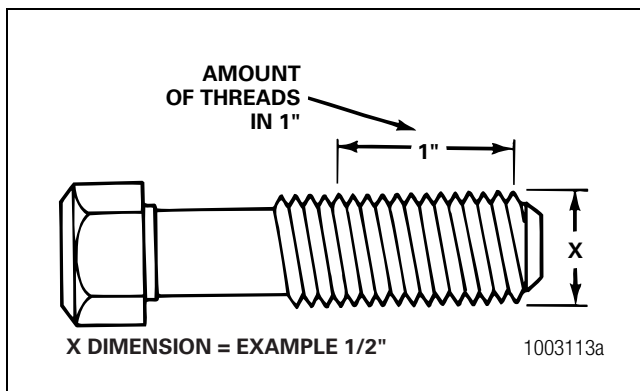 AMOUNT
OF THREADS
IN 1"
1"
X
X DIMENSION = EXAMPLE 1/2"
1003113a